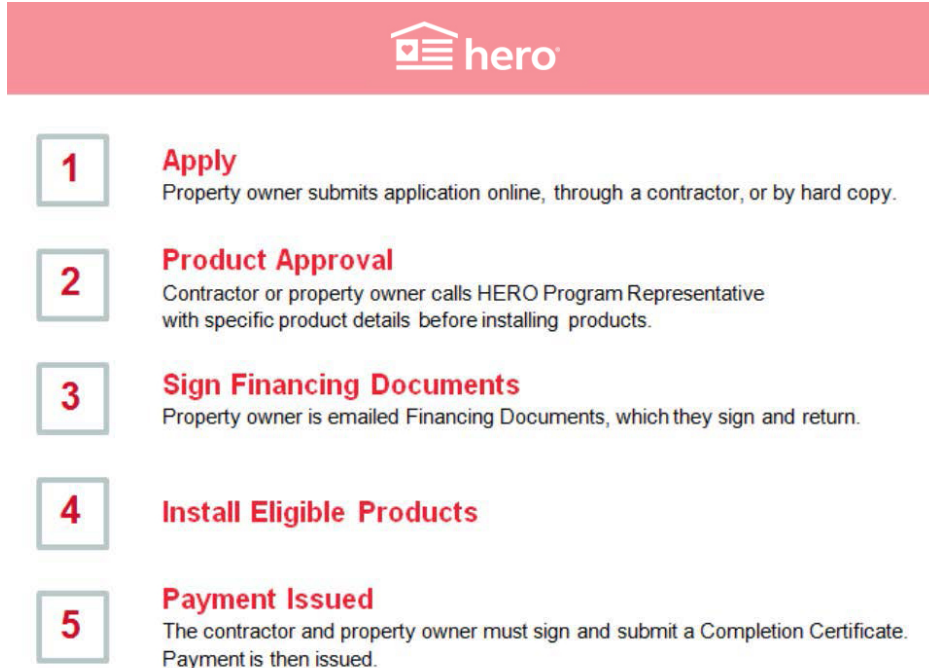 hero
1
Apply
Property owner submits application online, through a contractor, or by hard copy.
2
Product Approval
Contractor or property owner calls HERO Program Representative
with specific product details before installing products.
3
Sign Financing Documents
Property owner is emailed Financing Documents, which they sign and return.
4
Install Eligible Products
5
Payment Issued
The contractor and property owner must sign and submit a Completion Certificate.
Payment is then issued.